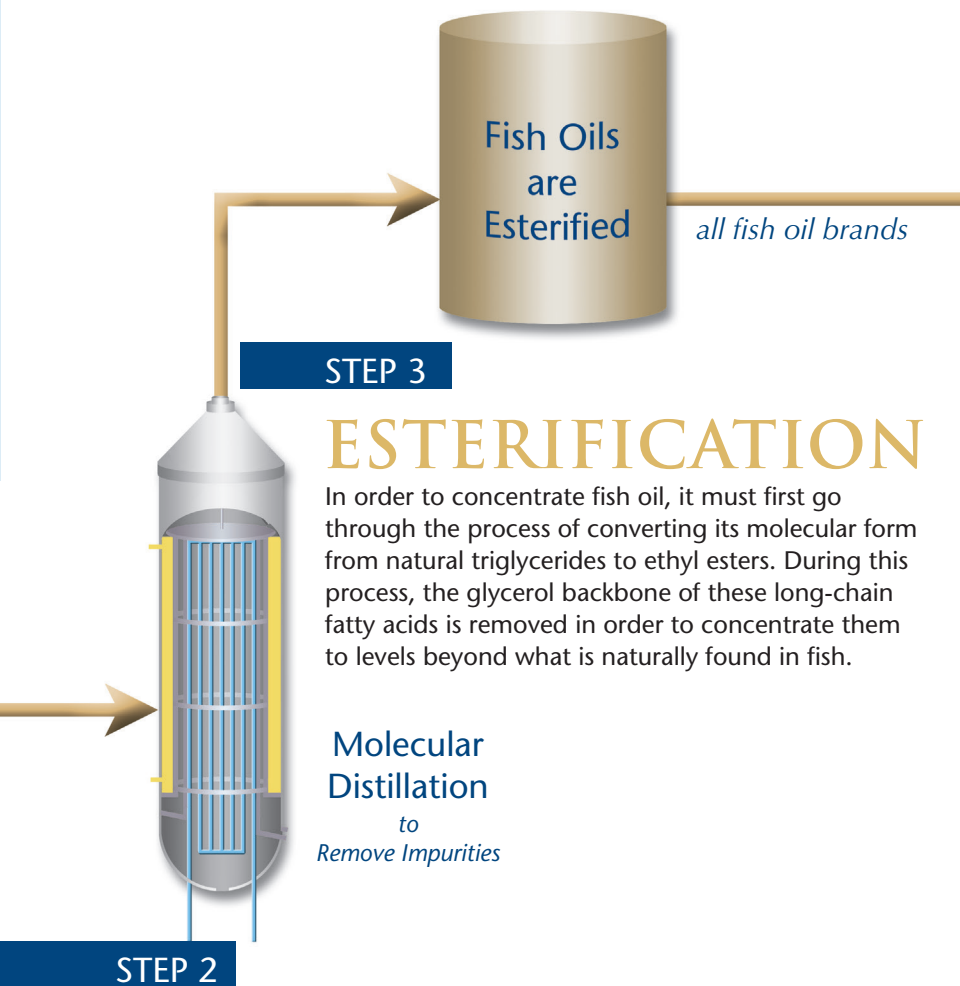 Fish Oils
are
Esterified
all fish oil brands
STEP 3
ESTERIFICATION
In order to concentrate fish oil, it must first go
through the process of converting its molecular form
from natural triglycerides to ethyl esters. During this
process, the glycerol backbone of these long-chain
fatty acids is removed in order to concentrate them
to levels beyond what is naturally found in fish.
Molecular
Distillation
to
Remove Impurities
STEP 2